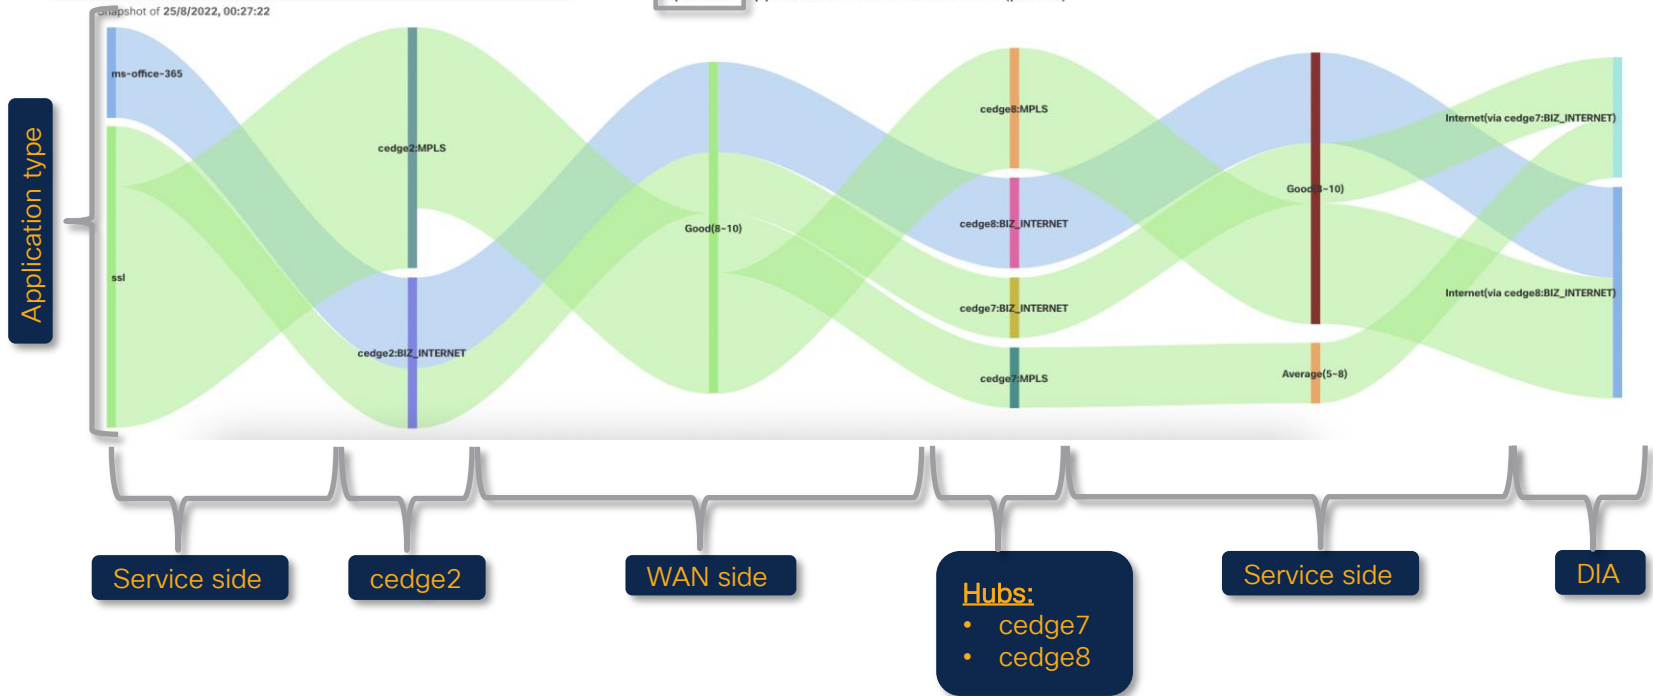 Snapshot of 25/8/2022, 00:27:22
Application type
ms-office-365
ssl
cedge2:MPLS
cedge2:BIZ_INTERNET
Good(8~10)
cedge8:MPLS
cedge8:BIZ_INTERNET
cedge7:BIZ_INTERNET
cedge7:MPLS
Good(8~10)
Average(5~8)
Internet(via cedge7:BIZ_INTERNET)
Internet(via cedge8:BIZ_INTERNET)
Service side
cedge2
WAN side
Hubs:
• cedge7
• cedge8
Service side
DIA